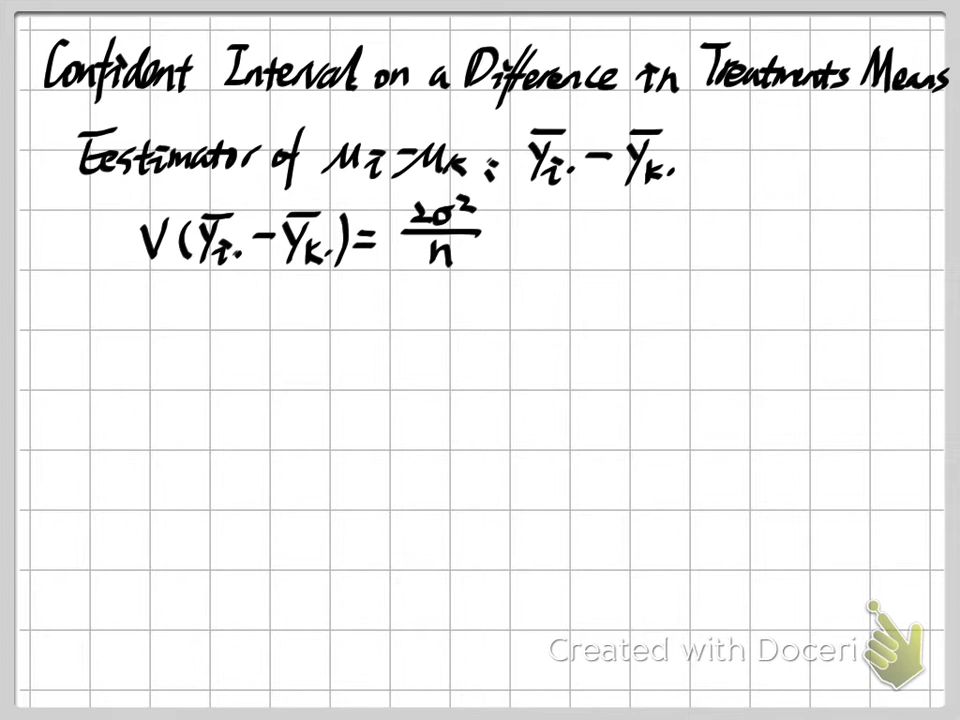 Confident Interval on a Difference in Treatments Means
Eestimator of μi-μk: ȳi. - ȳk.
V(ȳi. - ȳk.) = 2σ²/n
Created with Doceri